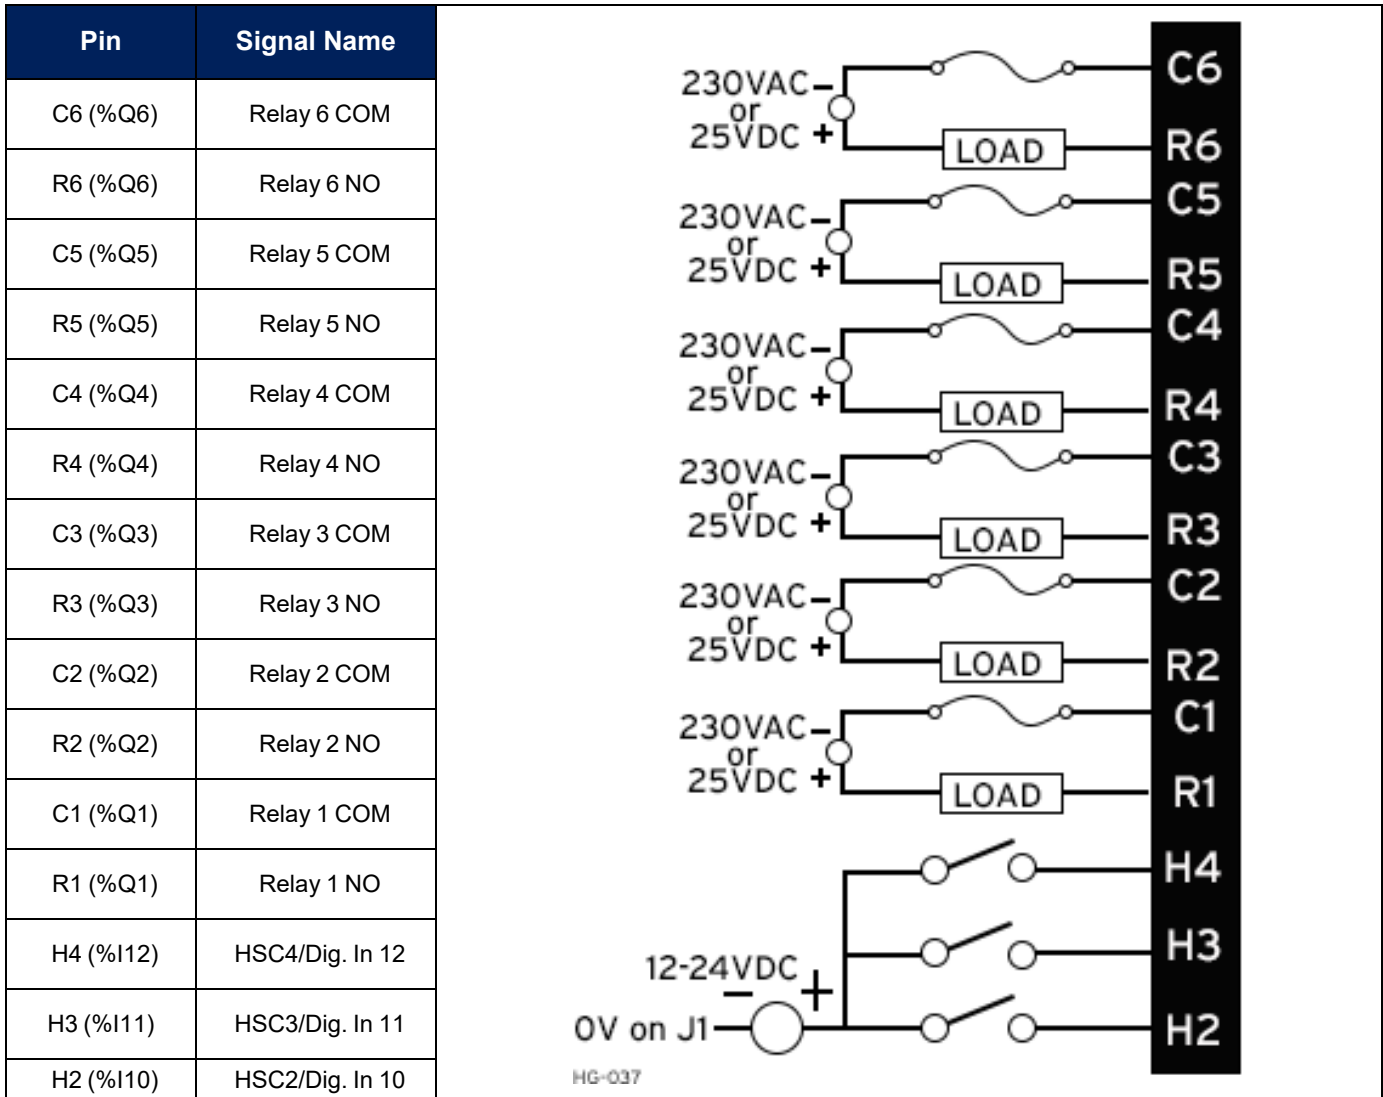 Pin Signal Name
C6 (%Q6) Relay 6 COM
R6 (%Q6) Relay 6 NO
C5 (%Q5) Relay 5 COM
R5 (%Q5) Relay 5 NO
C4 (%Q4) Relay 4 COM
R4 (%Q4) Relay 4 NO
C3 (%Q3) Relay 3 COM
R3 (%Q3) Relay 3 NO
C2 (%Q2) Relay 2 COM
R2 (%Q2) Relay 2 NO
C1 (%Q1) Relay 1 COM
R1 (%Q1) Relay 1 NO
H4 (%I12) HSC4/Dig. In 12
H3 (%I11) HSC3/Dig. In 11
H2 (%I10) HSC2/Dig. In 10
230VAC - C6
or
25VDC + LOAD R6
230VAC - C5
or
25VDC + LOAD R5
230VAC - C4
or
25VDC + LOAD R4
230VAC - C3
or
25VDC + LOAD R3
230VAC - C2
or
25VDC + LOAD R2
230VAC - C1
or
25VDC + LOAD R1
H4
H3
12-24VDC
- +
0V on J1 H2
HG-037